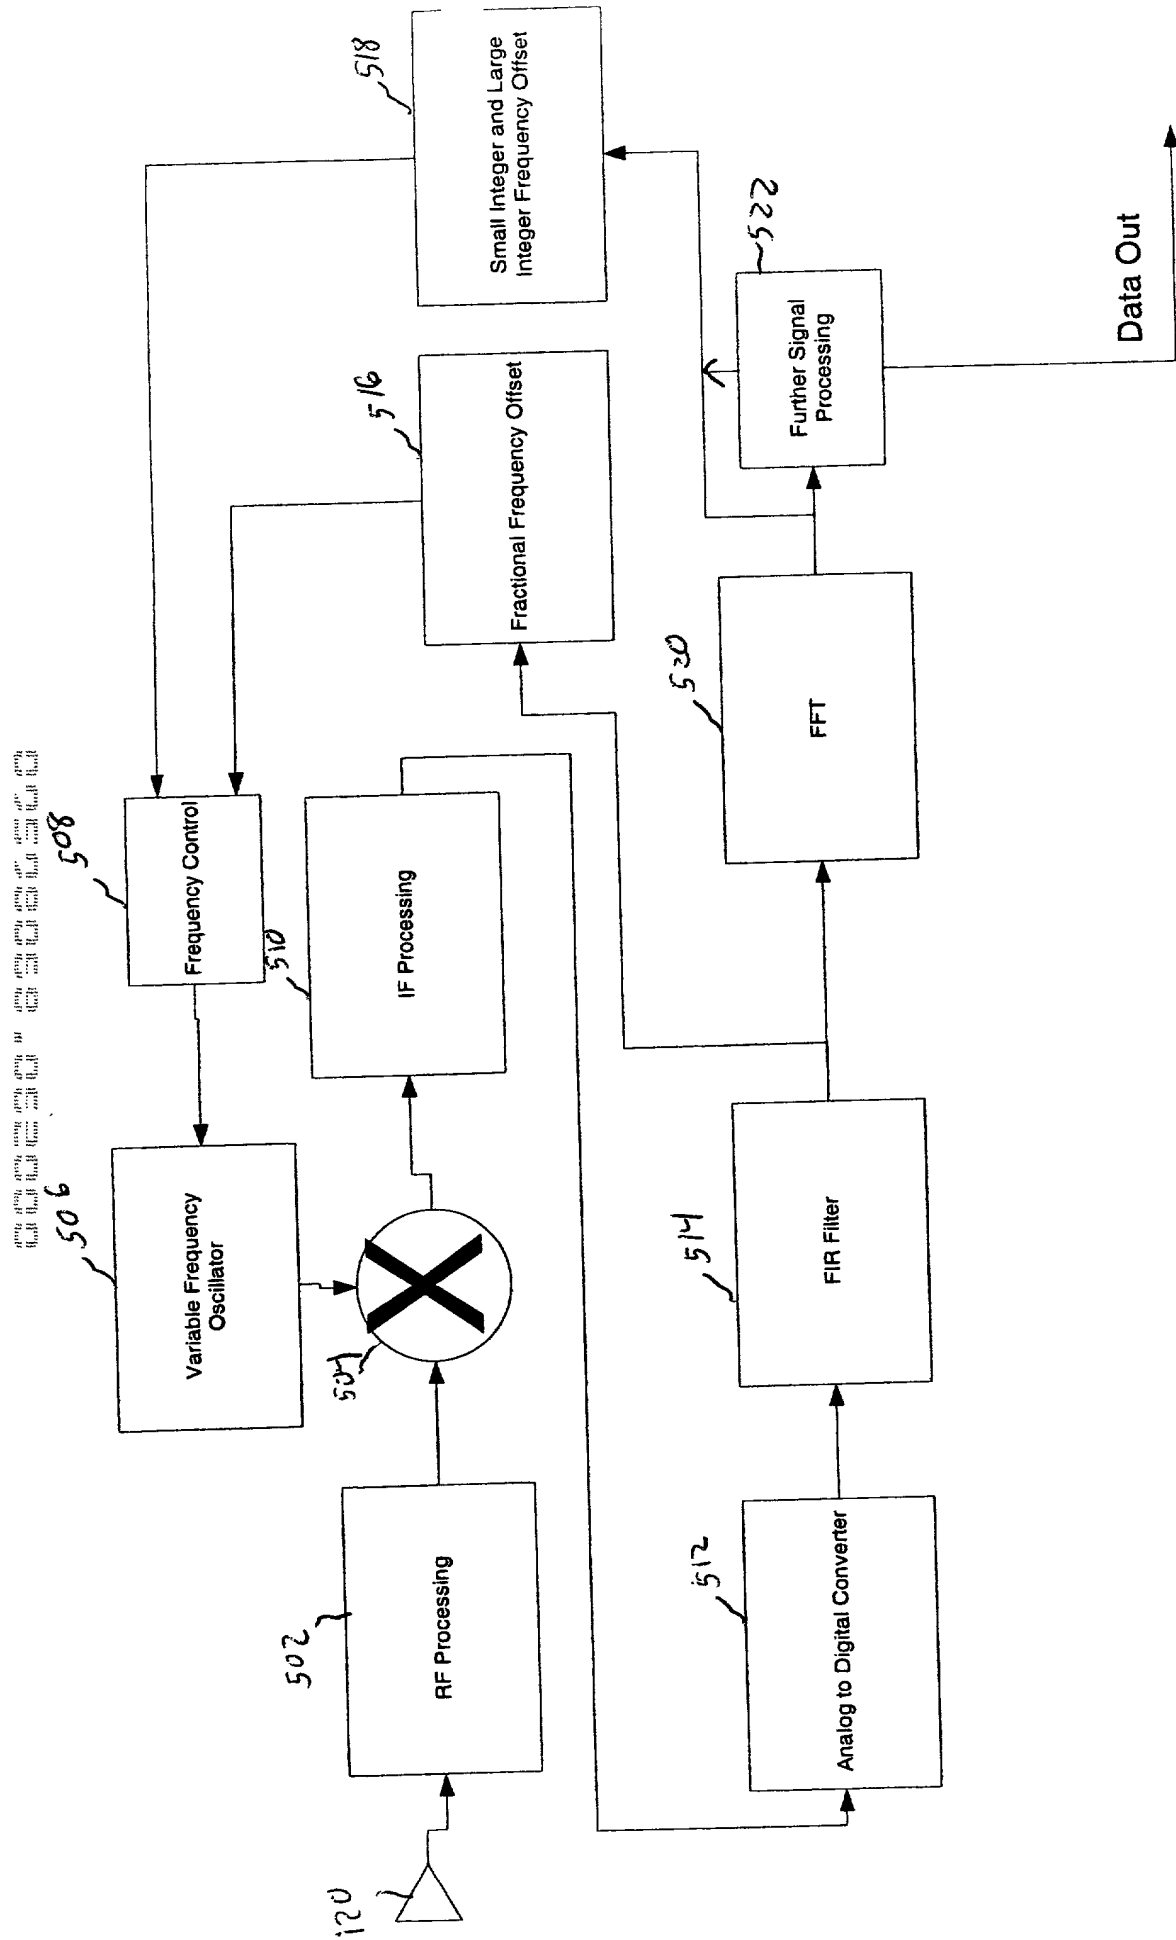 506
Variable Frequency
Oscillator
508
Frequency Control
518
Small Integer and Large
Integer Frequency Offset
516
Fractional Frequency Offset
510
IF Processing
504
502
RF Processing
120
512
Analog to Digital Converter
514
FIR Filter
520
FFT
522
Further Signal
Processing
Data Out